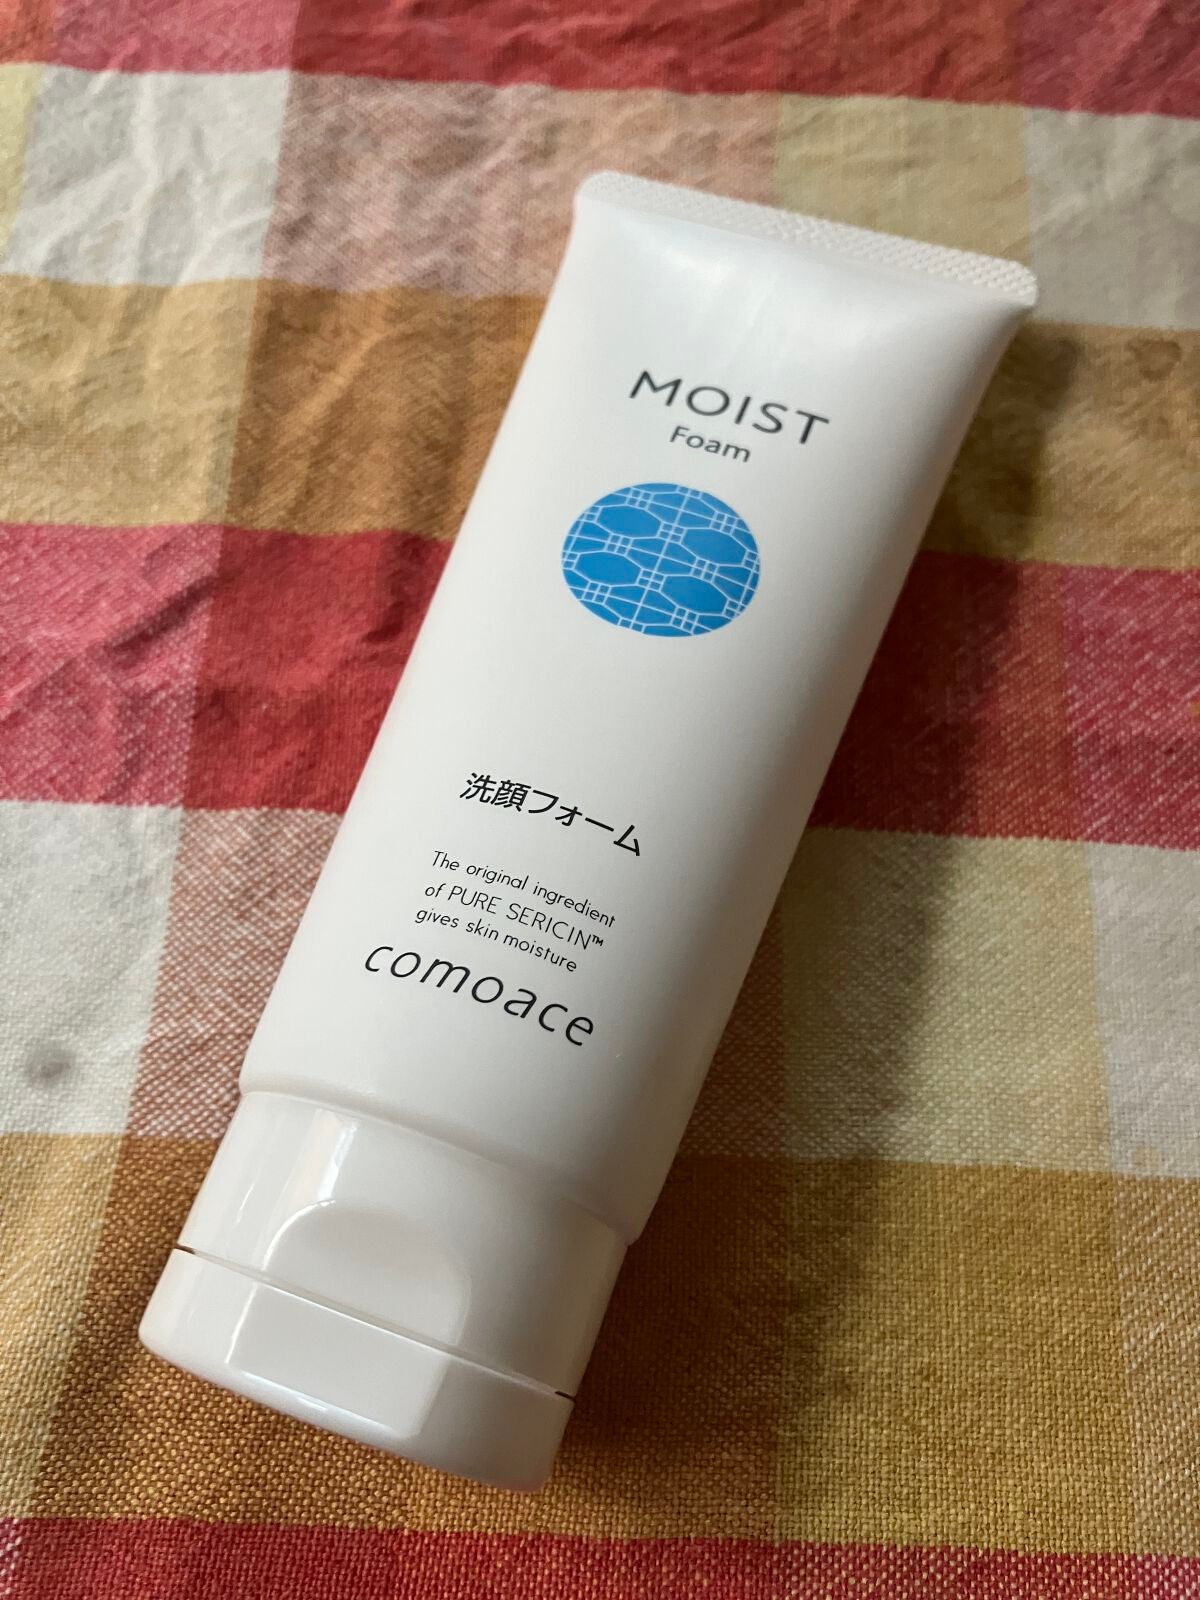 MOIST
Foam
洗顔フォーム
The original ingredient
of PURE SERICIN™
gives skin moisture
comoace